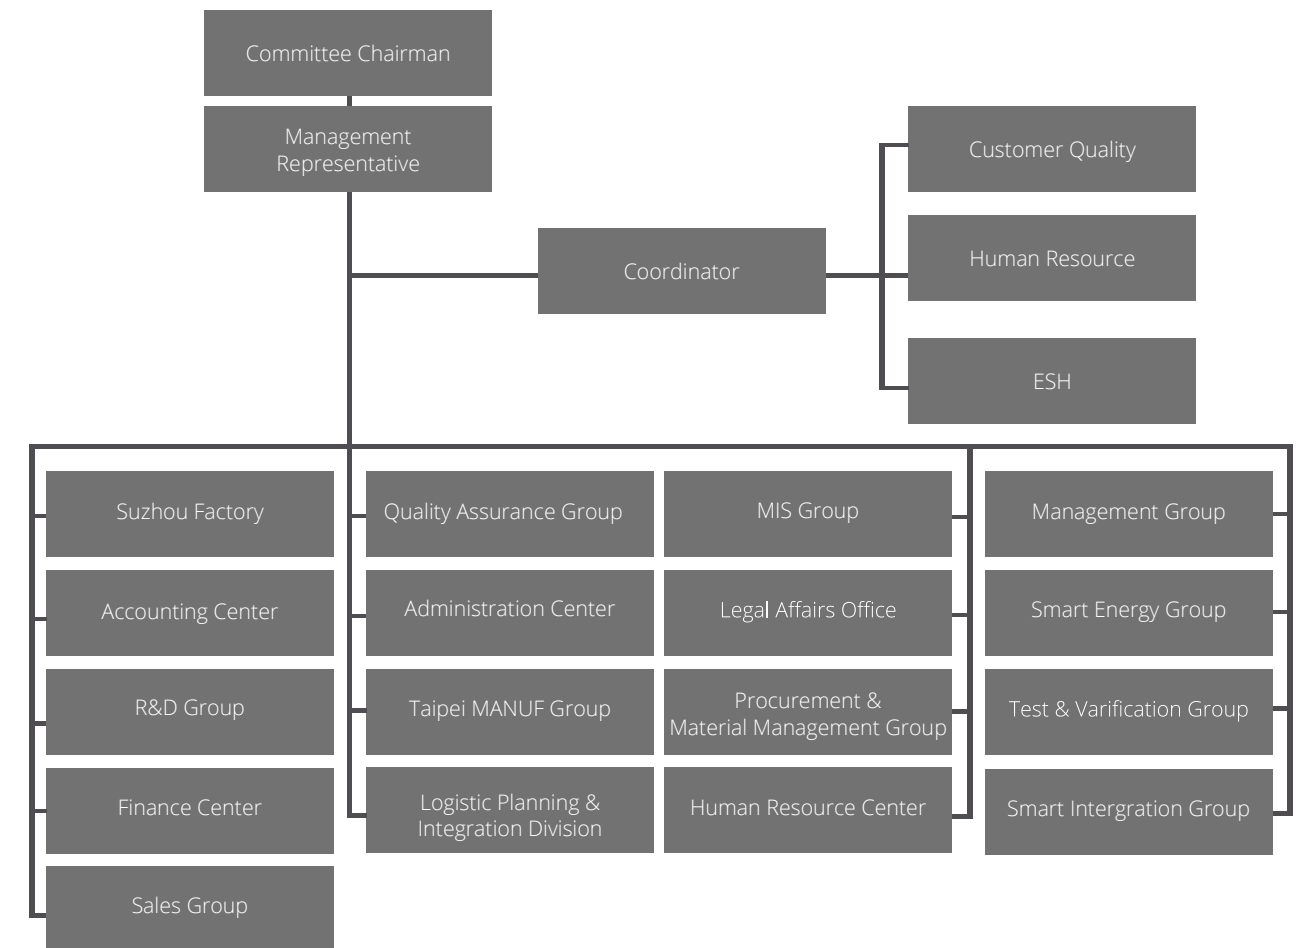 Committee Chairman
Management
Representative
Customer Quality
Coordinator
Human Resource
ESH
Suzhou Factory
Accounting Center
R&D Group
Finance Center
Sales Group
Quality Assurance Group
Administration Center
Taipei MANUF Group
Logistic Planning &
Integration Division
MIS Group
Legal Affairs Office
Procurement &
Material Management Group
Human Resource Center
Management Group
Smart Energy Group
Test & Varification Group
Smart Intergration Group